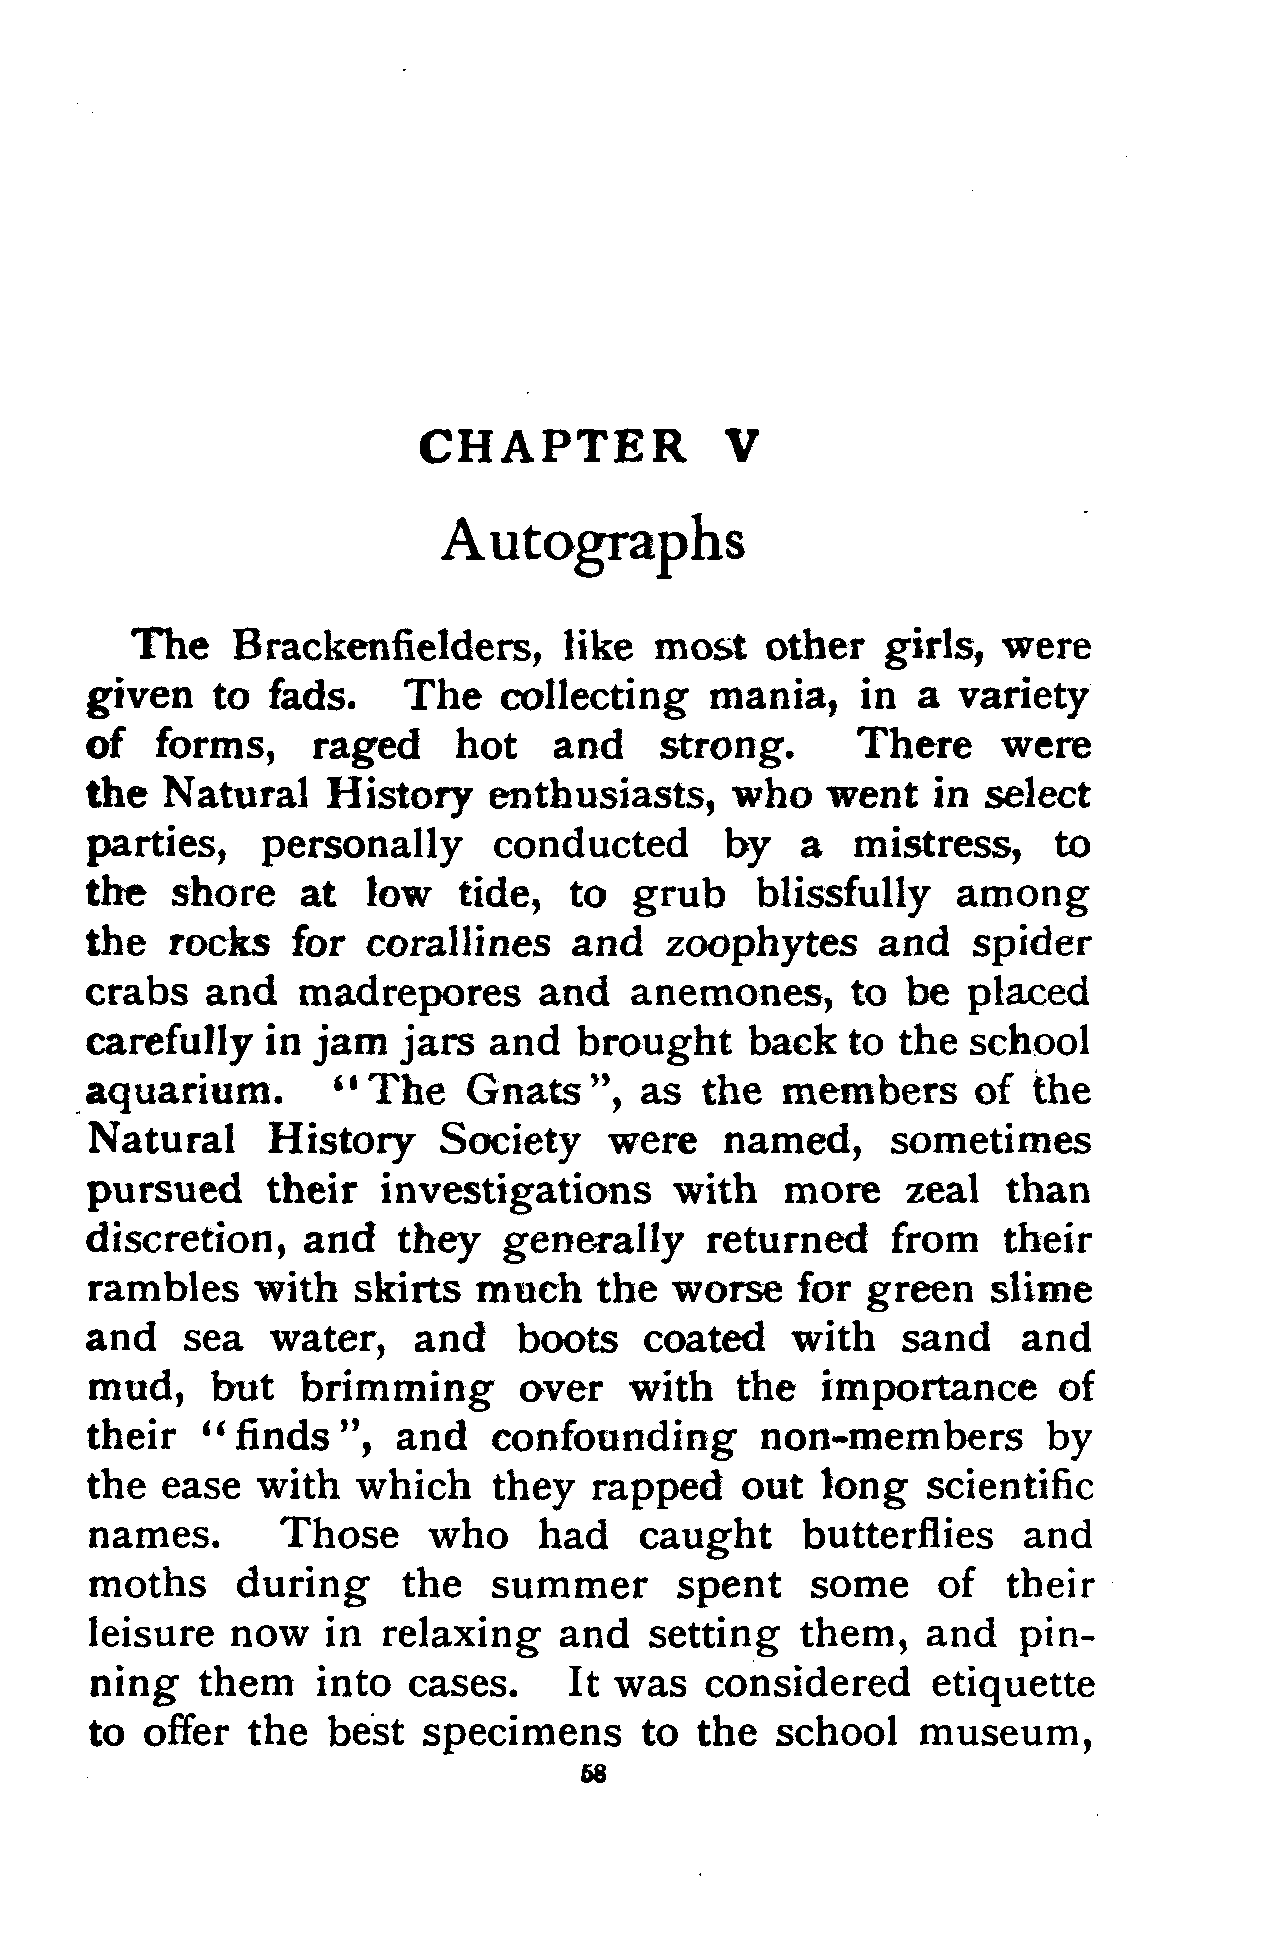 CHAPTER V
Autographs
The Brackenfielders, like most other girls, were
given to fads. The collecting mania, in a variety
of forms, raged hot and strong. There were
the Natural History enthusiasts, who went in select
parties, personally conducted by a mistress, to
the shore at low tide, to grub blissfully among
the rocks for corallines and zoophytes and spider
crabs and madrepores and anemones, to be placed
carefully in jam jars and brought back to the school
aquarium. “The Gnats”, as the members of the
Natural History Society were named, sometimes
pursued their investigations with more zeal than
discretion, and they generally returned from their
rambles with skirts much the worse for green slime
and sea water, and boots coated with sand and
mud, but brimming over with the importance of
their “finds”, and confounding non-members by
the ease with which they rapped out long scientific
names. Those who had caught butterflies and
moths during the summer spent some of their
leisure now in relaxing and setting them, and pin-
ning them into cases. It was considered etiquette
to offer the best specimens to the school museum,
58